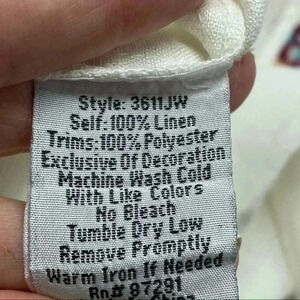 Style: 3611JW
Self:100% Linen
Trims:100% Polyester
Exclusive Of Decoration
Machine Wash Cold
With Like Colors
No Bleach
Tumble Dry Low
Remove Promptly
Warm Iron If Needed
Rn# 87291